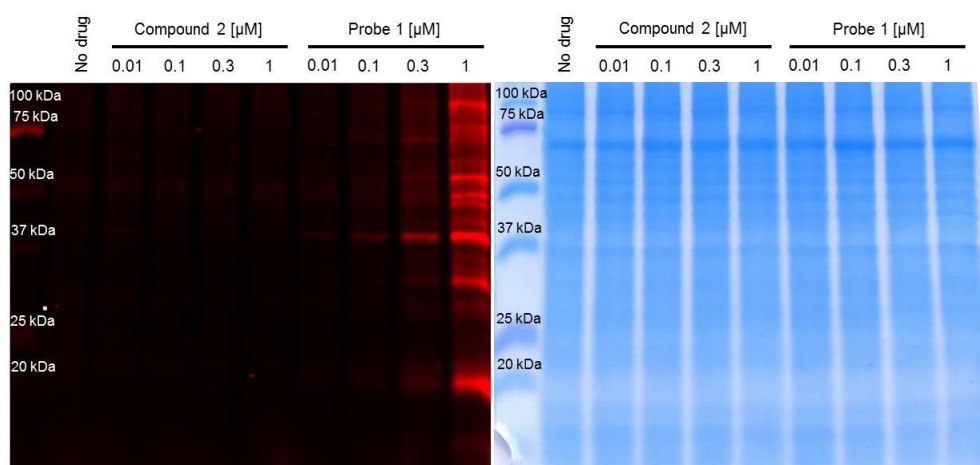 No drug
Compound 2 [µM]
Probe 1 [µM]
0.01 0.1 0.3 1 0.01 0.1 0.3 1
100 kDa
75 kDa
50 kDa
37 kDa
25 kDa
20 kDa
No drug
Compound 2 [µM]
Probe 1 [µM]
0.01 0.1 0.3 1 0.01 0.1 0.3 1
100 kDa
75 kDa
50 kDa
37 kDa
25 kDa
20 kDa